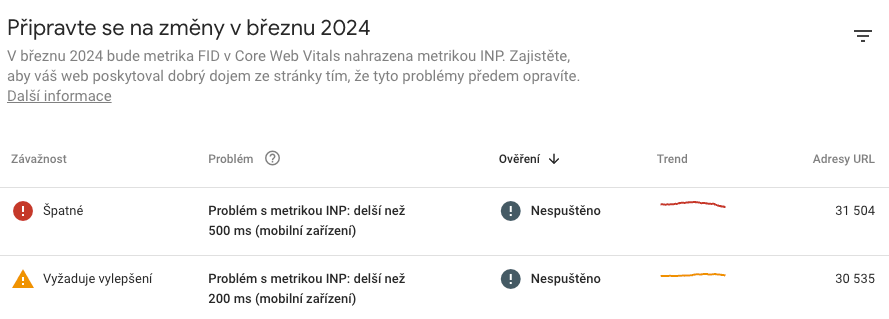 Připravte se na změny v březnu 2024
V březnu 2024 bude metrika FID v Core Web Vitals nahrazena metrikou INP. Zajistěte,
aby váš web poskytoval dobrý dojem ze stránky tím, že tyto problémy předem opravíte.
Další informace
Závažnost Problém Ověření Trend Adresy URL
Špatné Problém s metrikou INP: delší než Nespuštěno 31 504
500 ms (mobilní zařízení)
Vyžaduje vylepšení Problém s metrikou INP: delší než Nespuštěno 30 535
200 ms (mobilní zařízení)